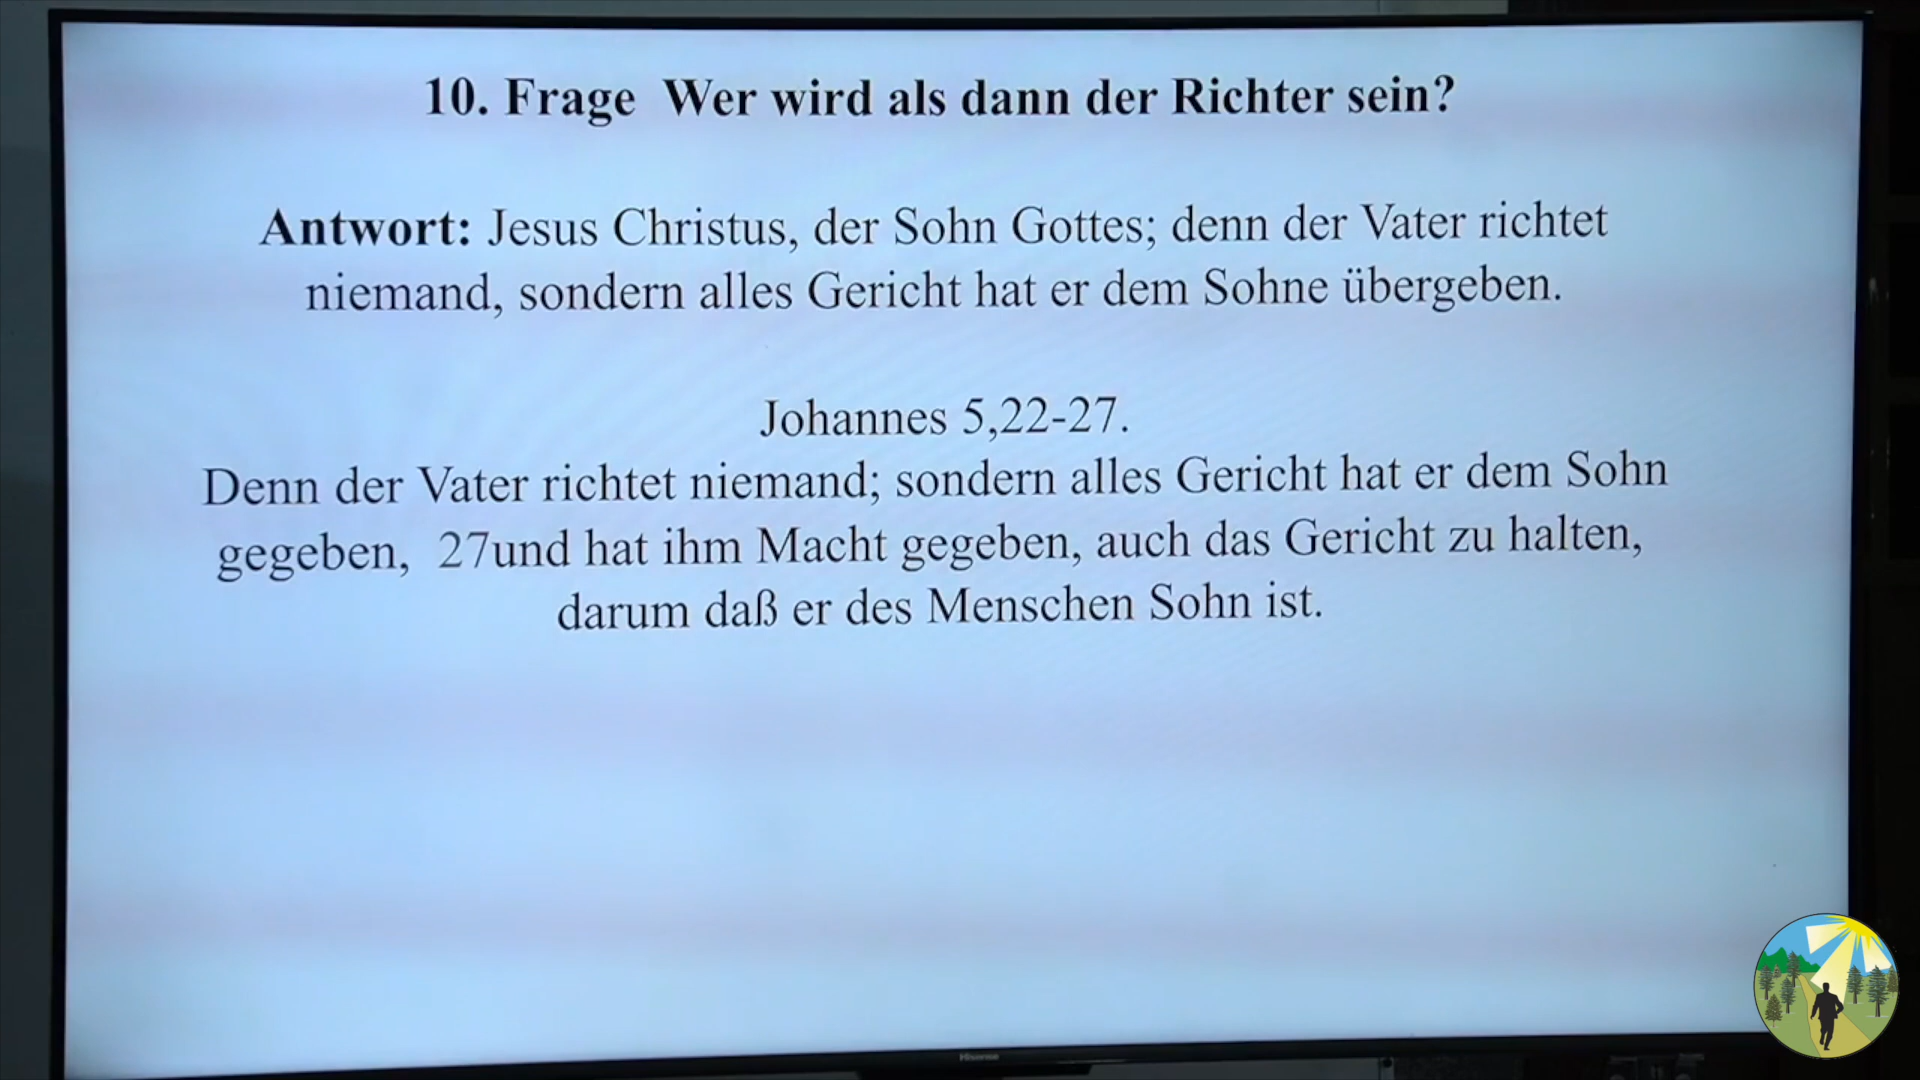 10. Frage  Wer wird als dann der Richter sein?
Antwort: Jesus Christus, der Sohn Gottes; denn der Vater richtet
niemand, sondern alles Gericht hat er dem Sohne übergeben.
Johannes 5,22-27.
Denn der Vater richtet niemand; sondern alles Gericht hat er dem Sohn
gegeben,  27und hat ihm Macht gegeben, auch das Gericht zu halten,
darum daß er des Menschen Sohn ist.
Hisense